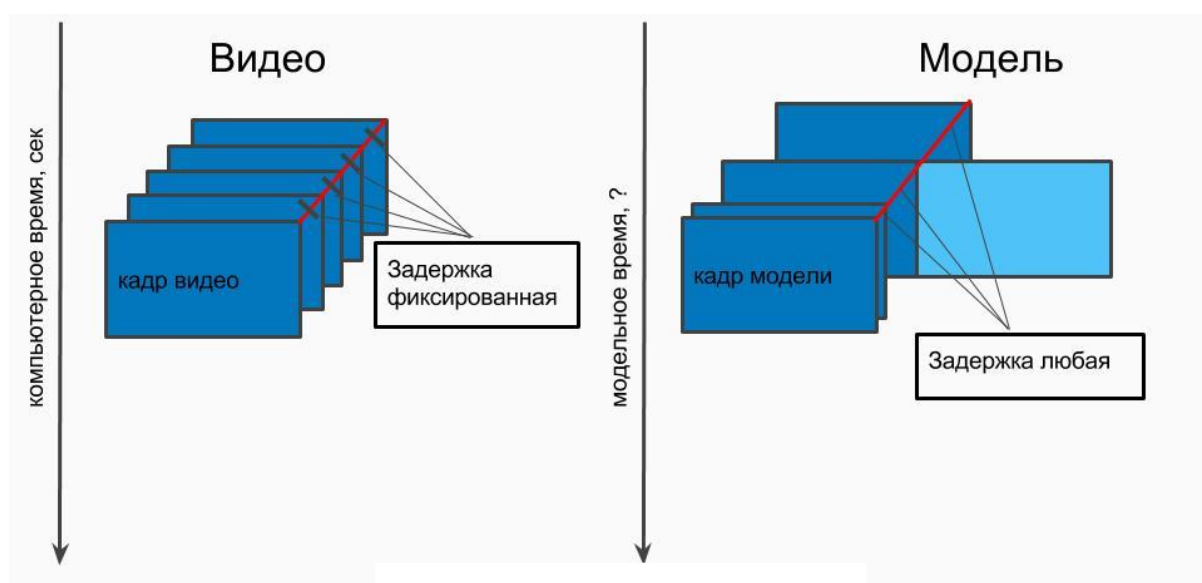 Видео
компьютерное время, сек
кадр видео
Задержка
фиксированная
Модель
модельное время, ?
кадр модели
Задержка любая